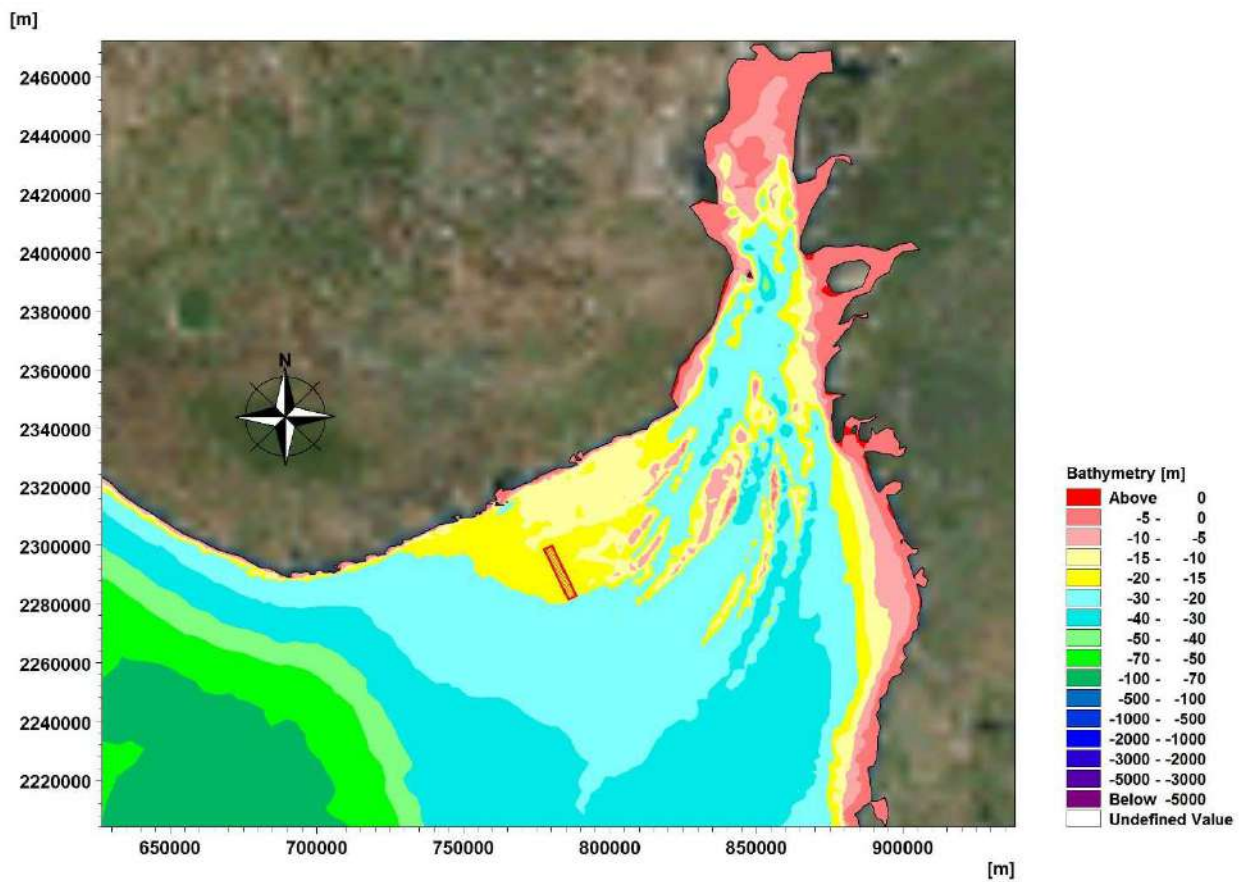 [m]
2460000
2440000
2420000
2400000
2380000
2360000
2340000
2320000
2300000
2280000
2260000
2240000
2220000
N
650000 700000 750000 800000 850000 900000
[m]
Bathymetry [m]
Above 0
-5 - 0
-10 - -5
-15 - -10
-20 - -15
-30 - -20
-40 - -30
-50 - -40
-70 - -50
-100 - -70
-500 - -100
-1000 - -500
-2000 - -1000
-3000 - -2000
-5000 - -3000
Below -5000
Undefined Value